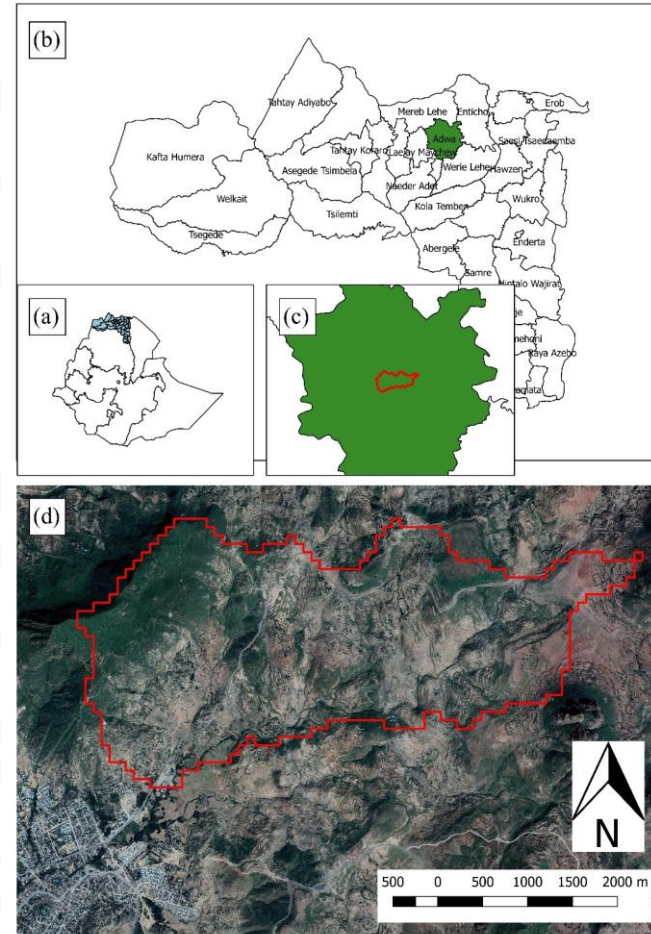 (b)
Tahtay Adiyabo
Mereb Lehe
Enticho
Erob
Adwa
Kafta Humera
Tahtay Koraro
Laelay Maychew
Saesi Tsaedaemba
Asegede Tsimbela
Werie Lehe
Hawzen
Welkait
Naeder Adet
Tsilemti
Kola Temben
Wukro
Tsegede
Abergele
Enderta
Samre
Hintalo Wajirat
(a)
(c)
Raya Azebo
(d)
N
500 0 500 1000 1500 2000 m